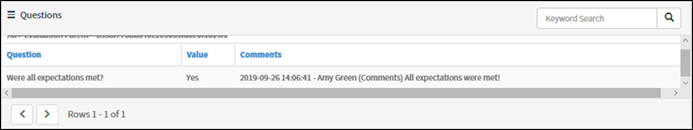 Questions
Keyword Search
Question Value Comments
Were all expectations met? Yes 2019-09-26 14:06:41 - Amy Green (Comments) All expectations were met!
Rows 1 - 1 of 1